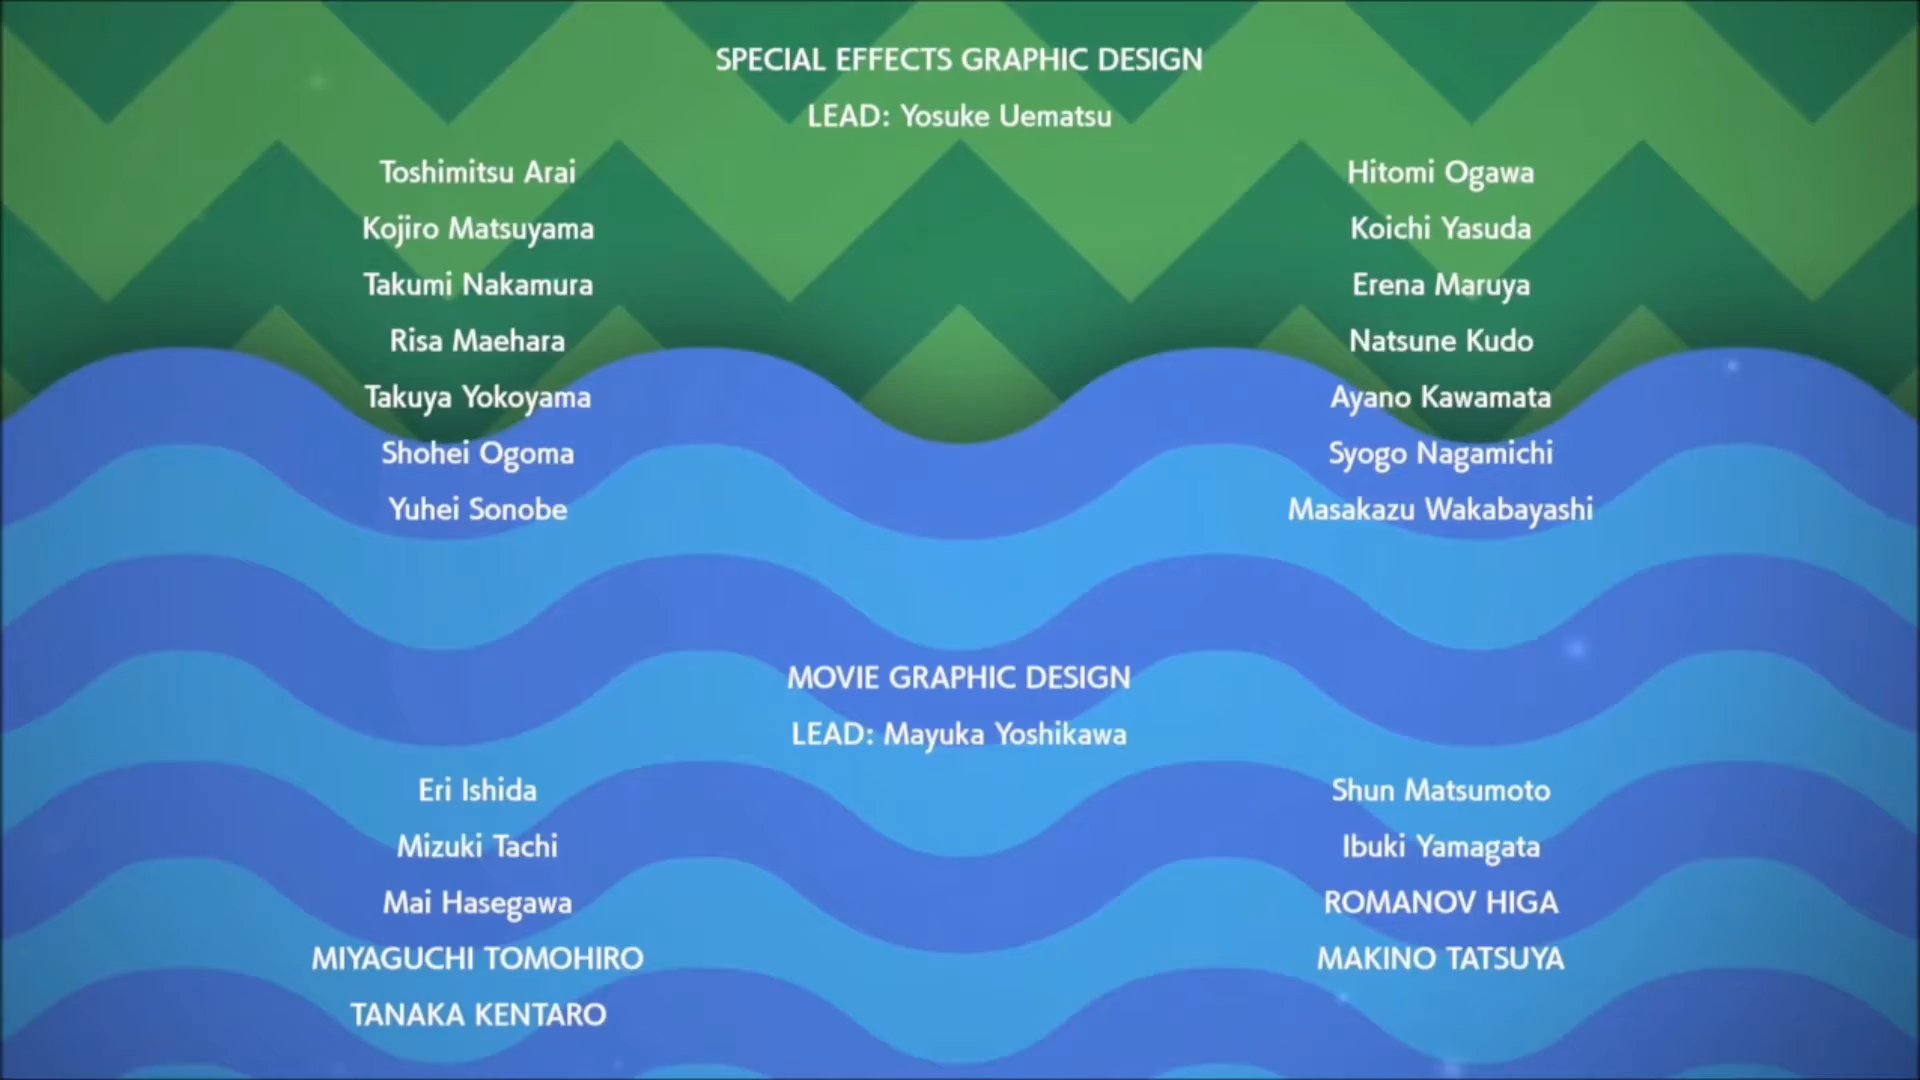 SPECIAL EFFECTS GRAPHIC DESIGN
LEAD: Yosuke Uematsu
Toshimitsu Arai
Hitomi Ogawa
Kojiro Matsuyama
Koichi Yasuda
Takumi Nakamura
Erena Maruya
Risa Maehara
Natsune Kudo
Takuya Yokoyama
Ayano Kawamata
Shohei Ogoma
Syogo Nagamichi
Yuhei Sonobe
Masakazu Wakabayashi
MOVIE GRAPHIC DESIGN
LEAD: Mayuka Yoshikawa
Eri Ishida
Shun Matsumoto
Mizuki Tachi
Ibuki Yamagata
Mai Hasegawa
ROMANOV HIGA
MIYAGUCHI TOMOHIRO
MAKINO TATSUYA
TANAKA KENTARO